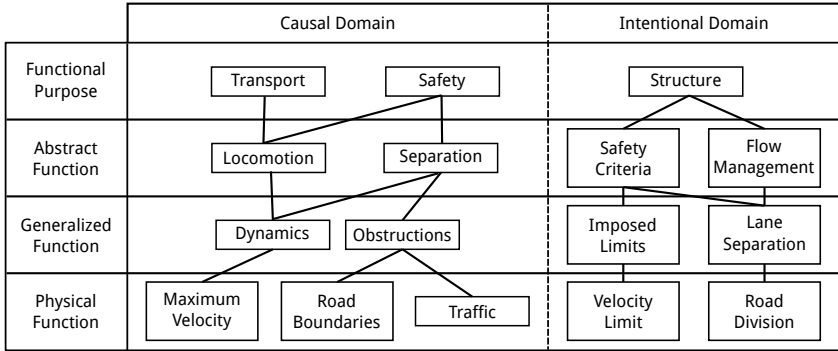 Causal Domain
Intentional Domain
Functional
Purpose
Transport
Safety
Structure
Abstract
Function
Locomotion
Separation
Safety
Criteria
Flow
Management
Generalized
Function
Dynamics
Obstructions
Imposed
Limits
Lane
Separation
Physical
Function
Maximum
Velocity
Road
Boundaries
Traffic
Velocity
Limit
Road
Division